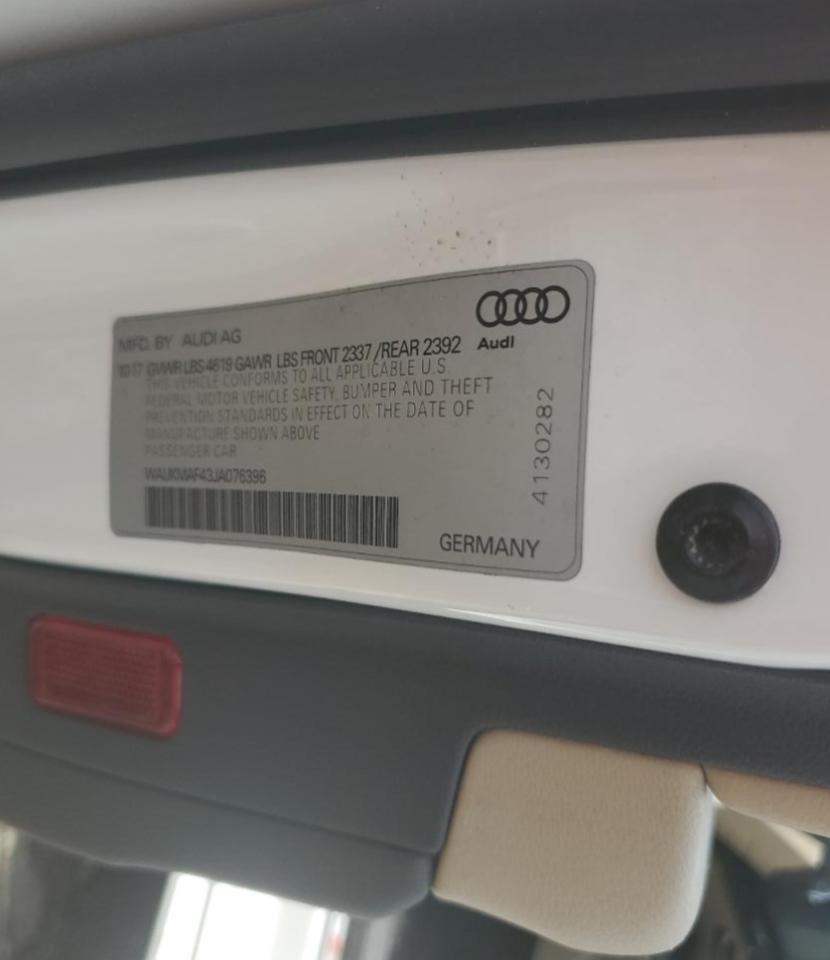 MFD. BY AUDI AG
10 17 GVWR LBS 4619 GAWR LBS FRONT 2337 /REAR 2392
Audi
THIS VEHICLE CONFORMS TO ALL APPLICABLE U.S.
FEDERAL MOTOR VEHICLE SAFETY, BUMPER AND THEFT
PREVENTION STANDARDS IN EFFECT ON THE DATE OF
MANUFACTURE SHOWN ABOVE
PASSENGER CAR
WAUKMAF43JA076396
4130282
GERMANY